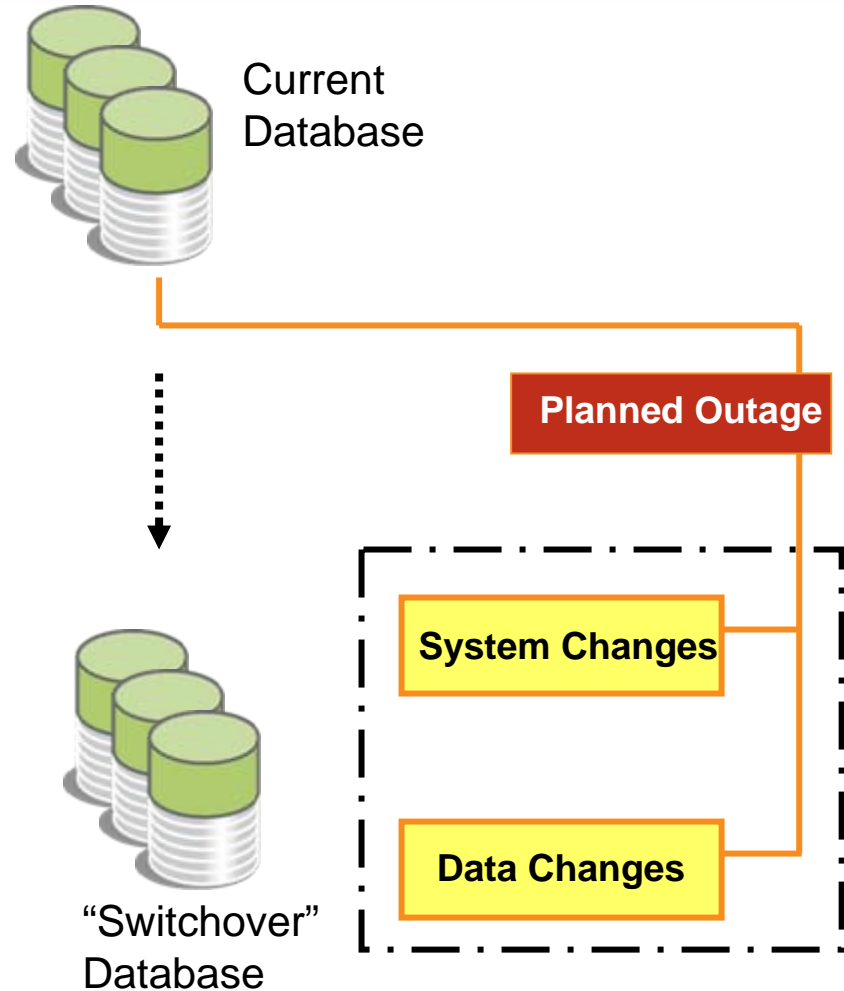 Current
Database
Planned Outage
System Changes
Data Changes
“Switchover”
Database